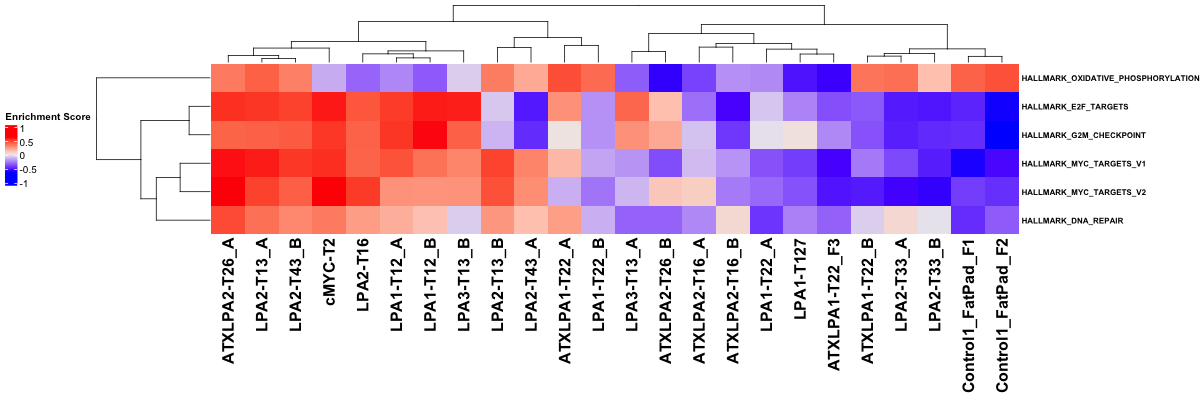 HALLMARK_OXIDATIVE_PHOSPHORYLATION
HALLMARK_E2F_TARGETS
HALLMARK_G2M_CHECKPOINT
HALLMARK_MYC_TARGETS_V1
HALLMARK_MYC_TARGETS_V2
HALLMARK_DNA_REPAIR
Enrichment Score
1
0.5
0
-0.5
-1
ATXLPA2-T26_A
LPA2-T13_A
LPA2-T43_B
cMYC-T2
LPA2-T16
LPA1-T12_A
LPA1-T12_B
LPA3-T13_B
LPA2-T13_B
LPA2-T43_A
ATXLPA1-T22_A
LPA1-T22_B
LPA3-T13_A
ATXLPA2-T26_B
ATXLPA2-T16_A
ATXLPA2-T16_B
LPA1-T22_A
LPA1-T127
ATXLPA1-T22_F3
ATXLPA1-T22_B
LPA2-T33_A
LPA2-T33_B
Control1_FatPad_F1
Control1_FatPad_F2